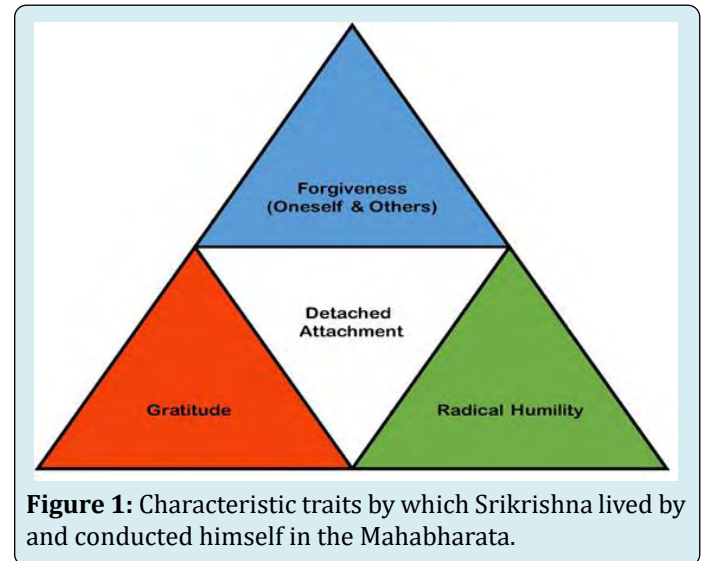 Forgiveness
(Oneself & Others)
Detached
Attachment
Gratitude
Radical Humility
Figure 1: Characteristic traits by which Srikrishna lived by
and conducted himself in the Mahabharata.